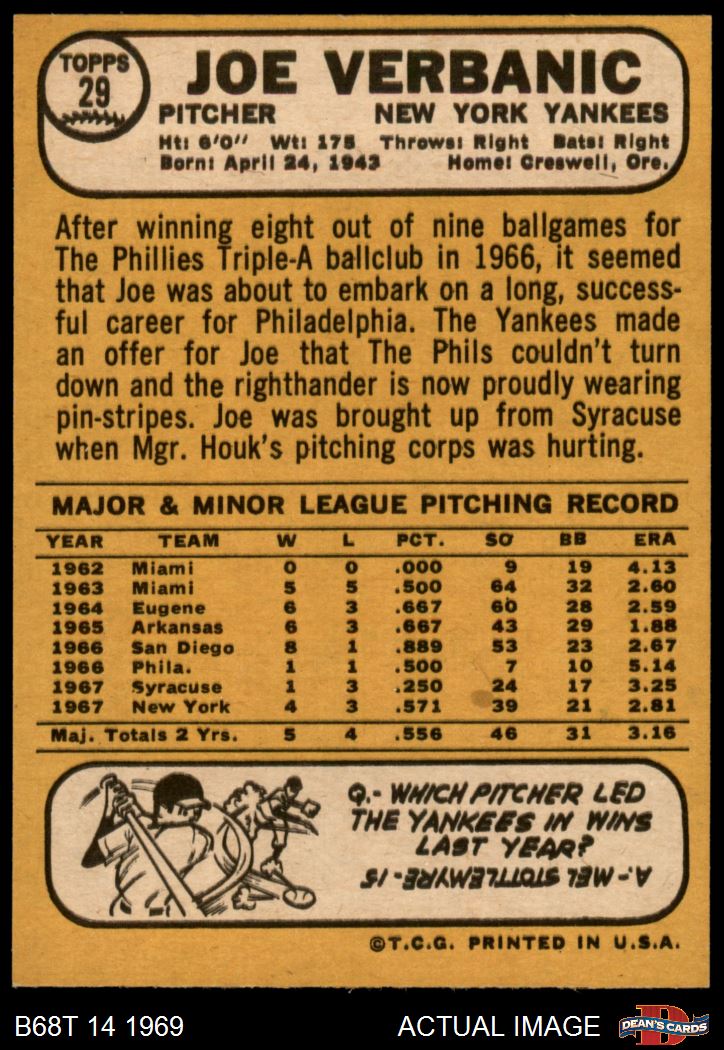 TOPPS
29
JOE VERBANIC
PITCHER NEW YORK YANKEES
Ht: 6'0" Wt: 175 Throws: Right Bats: Right
Born: April 24, 1943 Home: Creswell, Ore.
After winning eight out of nine ballgames for
The Phillies Triple-A ballclub in 1966, it seemed
that Joe was about to embark on a long, success-
ful career for Philadelphia. The Yankees made
an offer for Joe that The Phils couldn't turn
down and the righthander is now proudly wearing
pin-stripes. Joe was brought up from Syracuse
when Mgr. Houk's pitching corps was hurting.
MAJOR & MINOR LEAGUE PITCHING RECORD
YEAR TEAM W L PCT. SO BB ERA
1962 Miami 0 0 .000 9 19 4.13
1963 Miami 5 5 .500 64 32 2.60
1964 Eugene 6 3 .667 60 28 2.59
1965 Arkansas 6 3 .667 43 29 1.88
1966 San Diego 8 1 .889 53 23 2.67
1966 Phila. 1 1 .500 7 10 5.14
1967 Syracuse 1 3 .250 24 17 3.25
1967 New York 4 3 .571 39 21 2.81
Maj. Totals 2 Yrs. 5 4 .556 46 31 3.16
Q.- WHICH PITCHER LED
THE YANKEES IN WINS
LAST YEAR?
A.- MEL STOTTLEMYRE - 15
©T.C.G. PRINTED IN U.S.A.
B68T 14 1969 ACTUAL IMAGE
D
DEAN'S CARDS